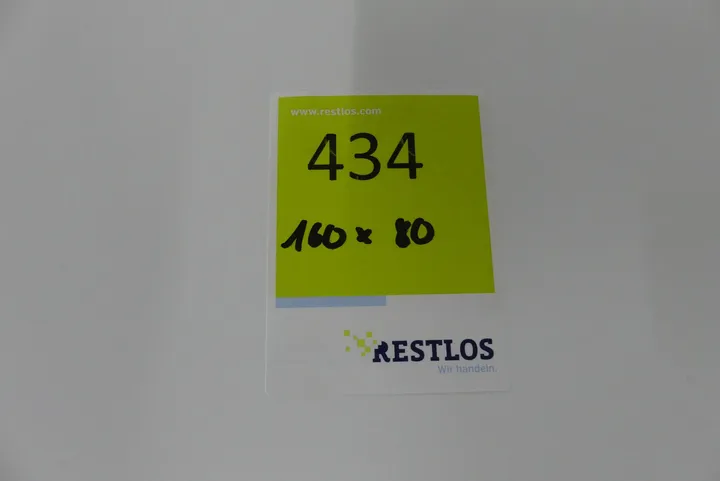 www.restlos.com
434
160 x 80
RESTLOS
Wir handeln.